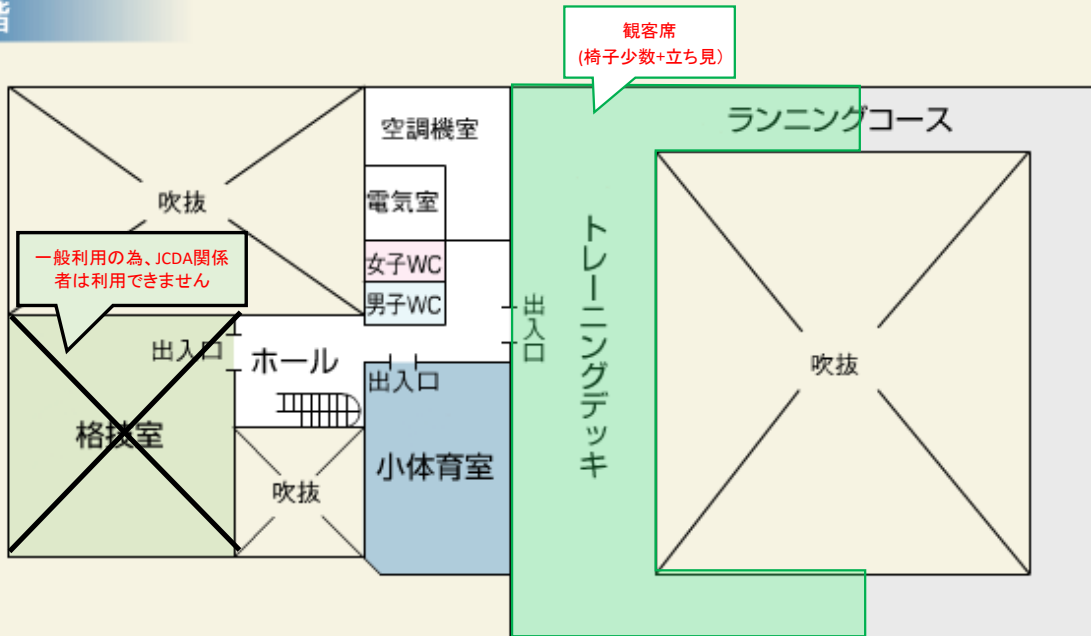 階
観客席
(椅子少数+立ち見)
空調機室
ランニングコース
電気室
吹抜
一般利用の為、JCDA関係
者は利用できません
女子WC
男子WC
出入口
トレーニングデッキ
出入口
ホール
出入口
吹抜
格技室
小体育室
吹抜